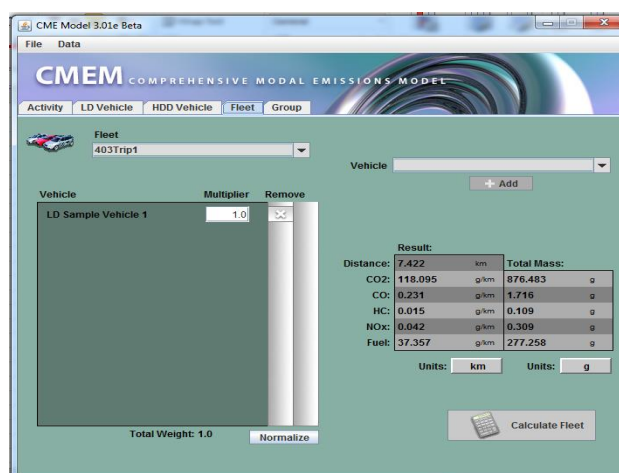 CME Model 3.01e Beta
File Data
CMEM COMPREHENSIVE MODAL EMISSIONS MODEL
Activity LD Vehicle HDD Vehicle Fleet Group
Fleet
403Trip1
Vehicle
Add
Vehicle Multiplier Remove
LD Sample Vehicle 1 1.0
Result:
Distance: 7.422 km Total Mass:
CO2: 118.095 g/km 876.483 g
CO: 0.231 g/km 1.716 g
HC: 0.015 g/km 0.109 g
NOx: 0.042 g/km 0.309 g
Fuel: 37.357 g/km 277.258 g
Units: km Units: g
Total Weight: 1.0 Normalize
Calculate Fleet